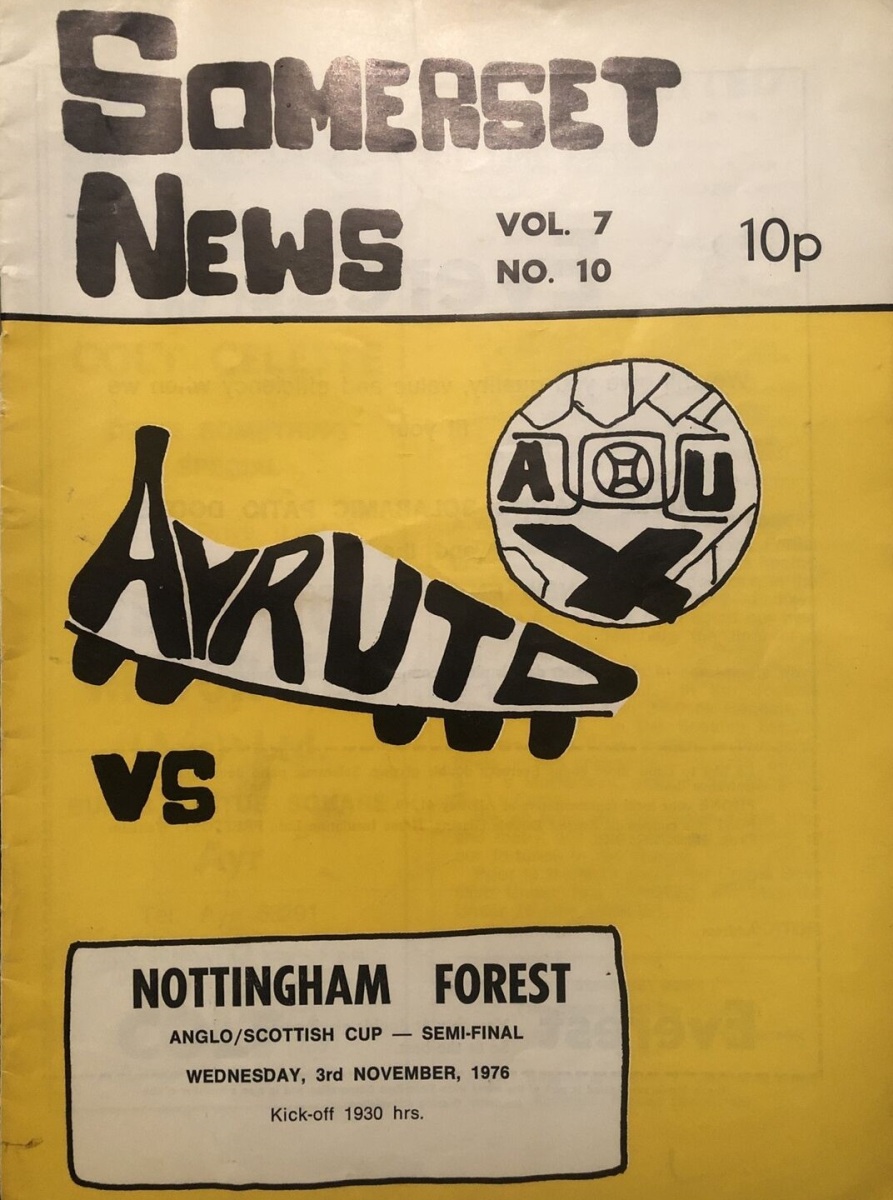 SOMERSET
NEWS
VOL. 7
NO. 10
10p
A U
AYR UTD
VS
NOTTINGHAM FOREST
ANGLO/SCOTTISH CUP — SEMI-FINAL
WEDNESDAY, 3rd NOVEMBER, 1976
Kick-off 1930 hrs.